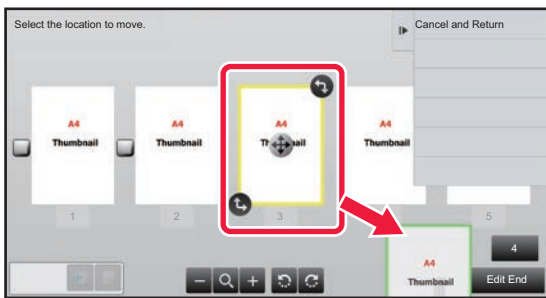 Select the location to move.
Cancel and Return
A4
Thumbnail
A4
Thumbnail
A4
A4
Thumbnail
1
2
3
5
4
A4
Thumbnail
Edit End